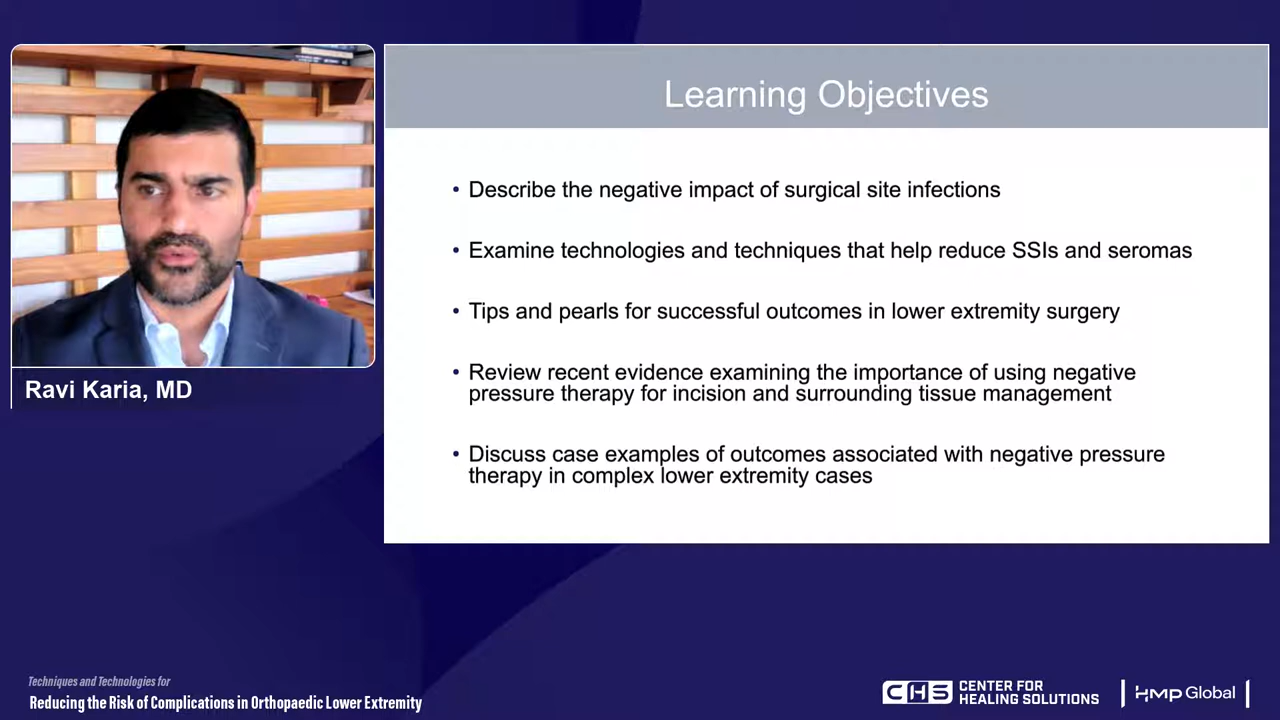 Learning Objectives
• Describe the negative impact of surgical site infections
• Examine technologies and techniques that help reduce SSIs and seromas
• Tips and pearls for successful outcomes in lower extremity surgery
• Review recent evidence examining the importance of using negative
pressure therapy for incision and surrounding tissue management
• Discuss case examples of outcomes associated with negative pressure
therapy in complex lower extremity cases
Ravi Karia, MD
Techniques and Technologies for
Reducing the Risk of Complications in Orthopaedic Lower Extremity
CHS CENTER FOR
HEALING SOLUTIONS
HMP Global